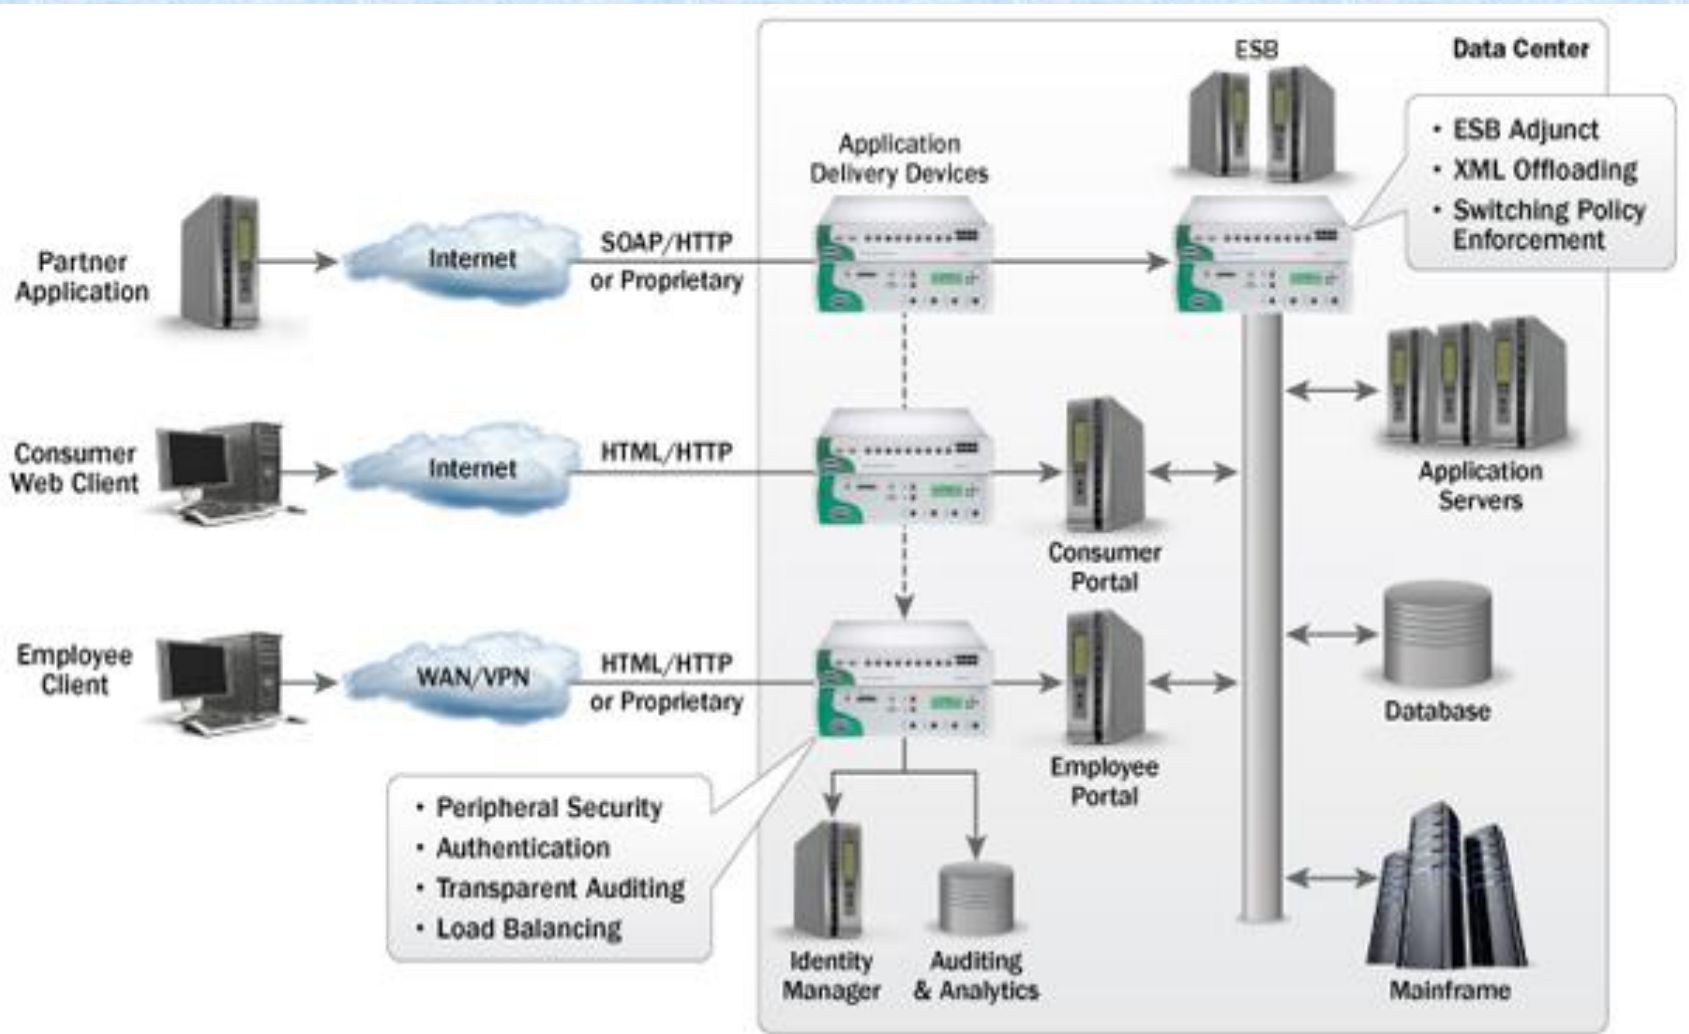 ESB
Data Center
Application
Delivery Devices
• ESB Adjunct
• XML Offloading
• Switching Policy
Enforcement
Partner
Application
Internet
SOAP/HTTP
or Proprietary
Consumer
Web Client
Internet
HTML/HTTP
Consumer
Portal
Application
Servers
Employee
Client
WAN/VPN
HTML/HTTP
or Proprietary
Employee
Portal
Database
• Peripheral Security
• Authentication
• Transparent Auditing
• Load Balancing
Identity
Manager
Auditing
& Analytics
Mainframe